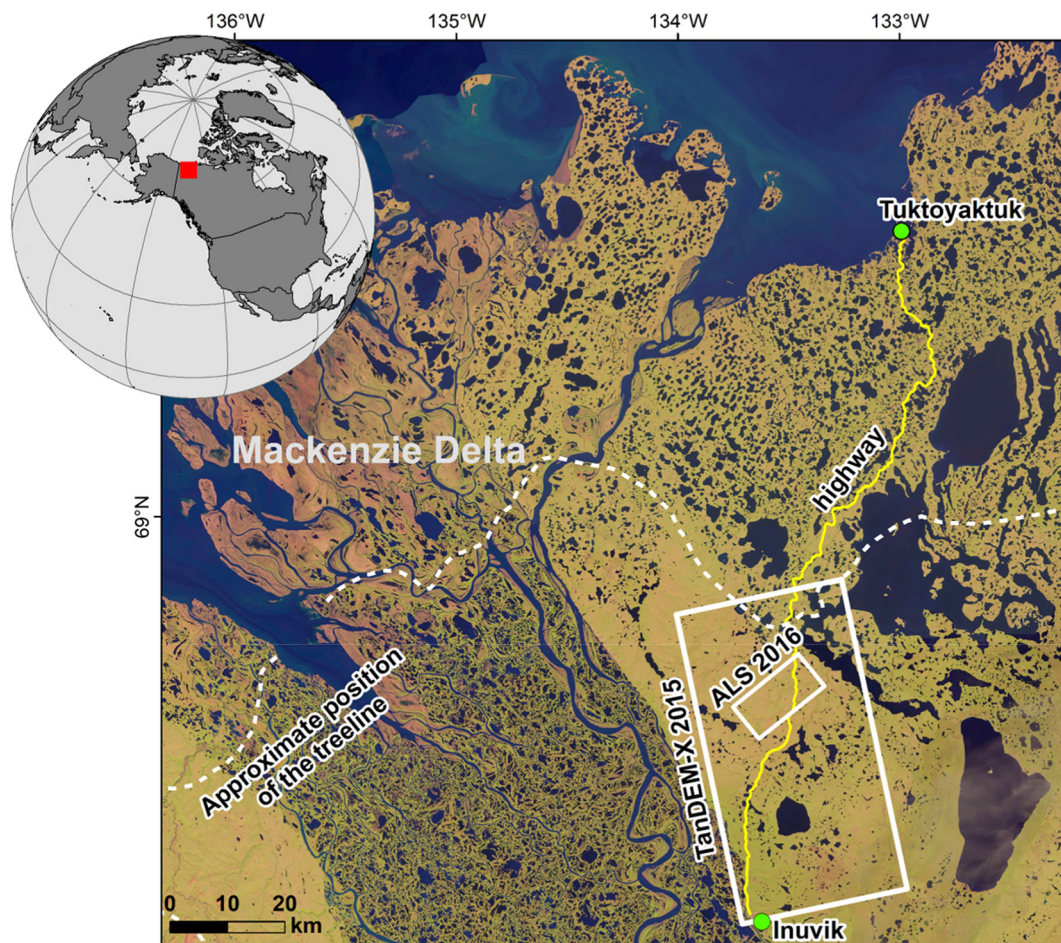 136°W
135°W
134°W
133°W
Tuktoyaktuk
Mackenzie Delta
highway
69°N
ALS 2016
TanDEM-X 2015
Approximate position
of the treeline
0 10 20
km
Inuvik